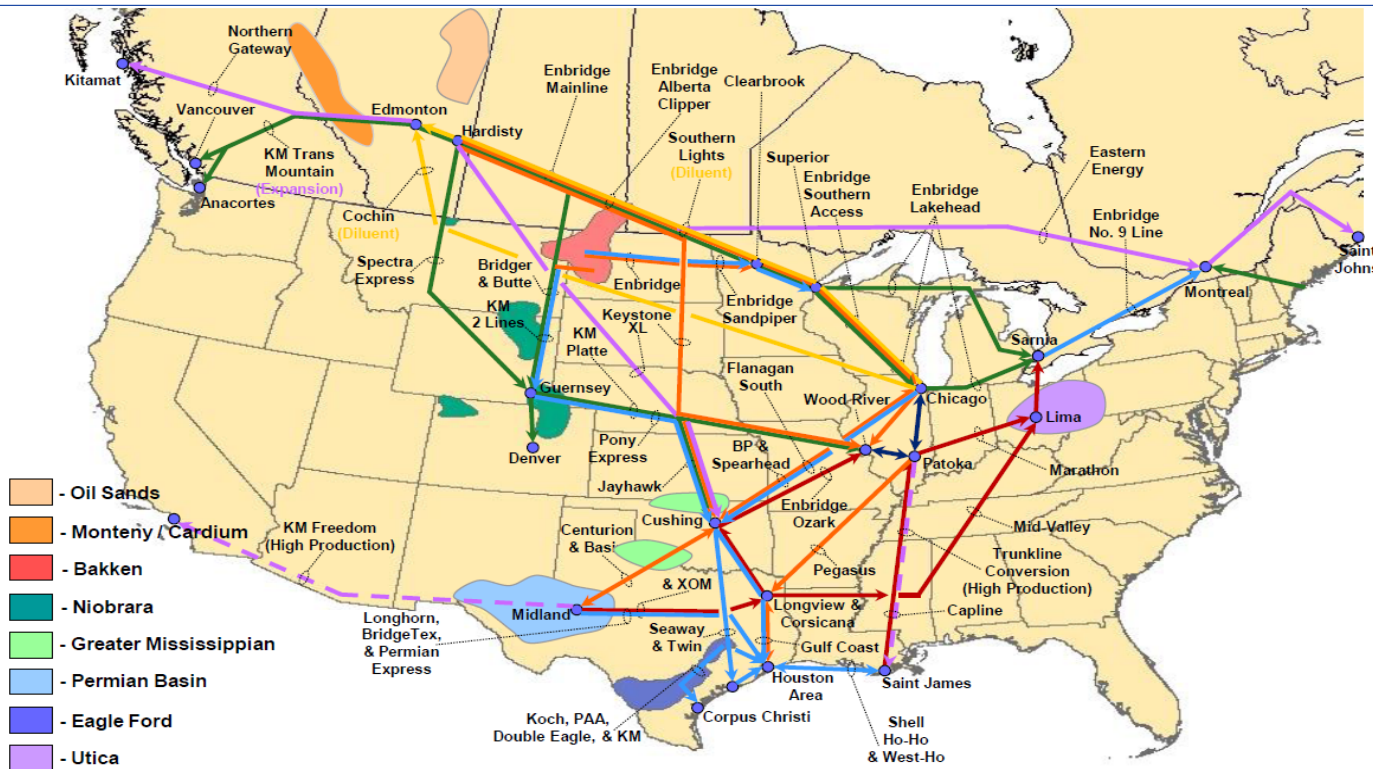 Northern
Gateway
Kitamat
Vancouver
Edmonton
Hardisty
Enbridge
Mainline
Enbridge
Alberta
Clipper
Clearbrook
KM Trans
Mountain
(Expansion)
Anacortes
Southern
Lights
(Diluent)
Superior
Enbridge
Southern
Access
Enbridge
Lakehead
Eastern
Energy
Enbridge
No. 9 Line
Saint
Johns
Cochin
(Diluent)
Spectra
Express
Bridger
& Butte
Enbridge
Enbridge
Sandpiper
Montreal
KM
2 Lines
KM
Platte
Keystone
XL
Flanagan
South
Sarnia
Guernsey
Wood River
Chicago
Lima
Denver
Pony
Express
BP &
Spearhead
Patoka
Marathon
Jayhawk
Enbridge
Ozark
Cushing
Mid-Valley
KM Freedom
(High Production)
Centurion
& Basi
& XOM
Pegasus
Trunkline
Conversion
(High Production)
Midland
Longview &
Corsicana
Capline
Longhorn,
BridgeTex,
& Permian
Express
Seaway
& Twin
Gulf Coast
Houston
Area
Saint James
Corpus Christi
Koch, PAA,
Double Eagle, & KM
Shell
Ho-Ho
& West-Ho
- Oil Sands
- Monteny / Cardium
- Bakken
- Niobrara
- Greater Mississippian
- Permian Basin
- Eagle Ford
- Utica